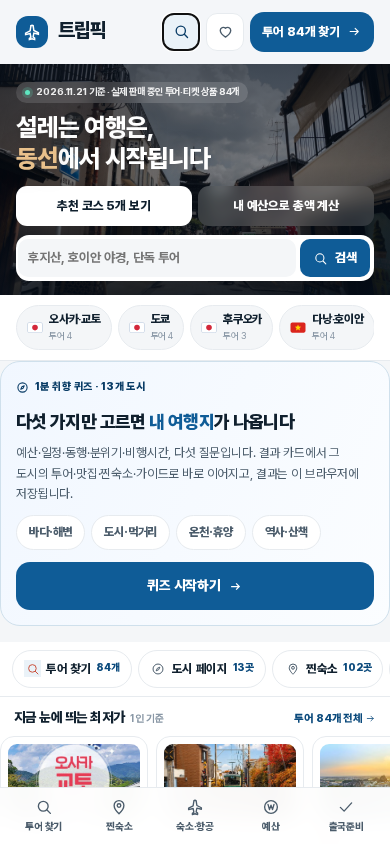 트립픽
투어 84개 찾기 →
2026.11.21 기준 · 실제 판매 중인 투어·티켓 상품 84개
설레는 여행은,
동선에서 시작됩니다
추천 코스 5개 보기
내 예산으로 총액 계산
후지산, 호이안 야경, 단독 투어
검색
오사카·교토
투어 4
도쿄
투어 4
후쿠오카
투어 3
다낭·호이안
투어 4
1분 취향 퀴즈 · 13개 도시
다섯 가지만 고르면 내 여행지가 나옵니다
예산·일정·동행·분위기·비행시간, 다섯 질문입니다. 결과 카드에서 그
도시의 투어·맛집·찐숙소·가이드로 바로 이어지고, 결과는 이 브라우저에
저장됩니다.
바다·해변
도시·먹거리
온천·휴양
역사·산책
퀴즈 시작하기 →
투어 찾기 84개
도시 페이지 13곳
찐숙소 102곳
지금 눈에 띄는 최저가 1인 기준
투어 84개 전체 →
오사카
교토
투어 찾기
찐숙소
숙소·항공
예산
출국준비